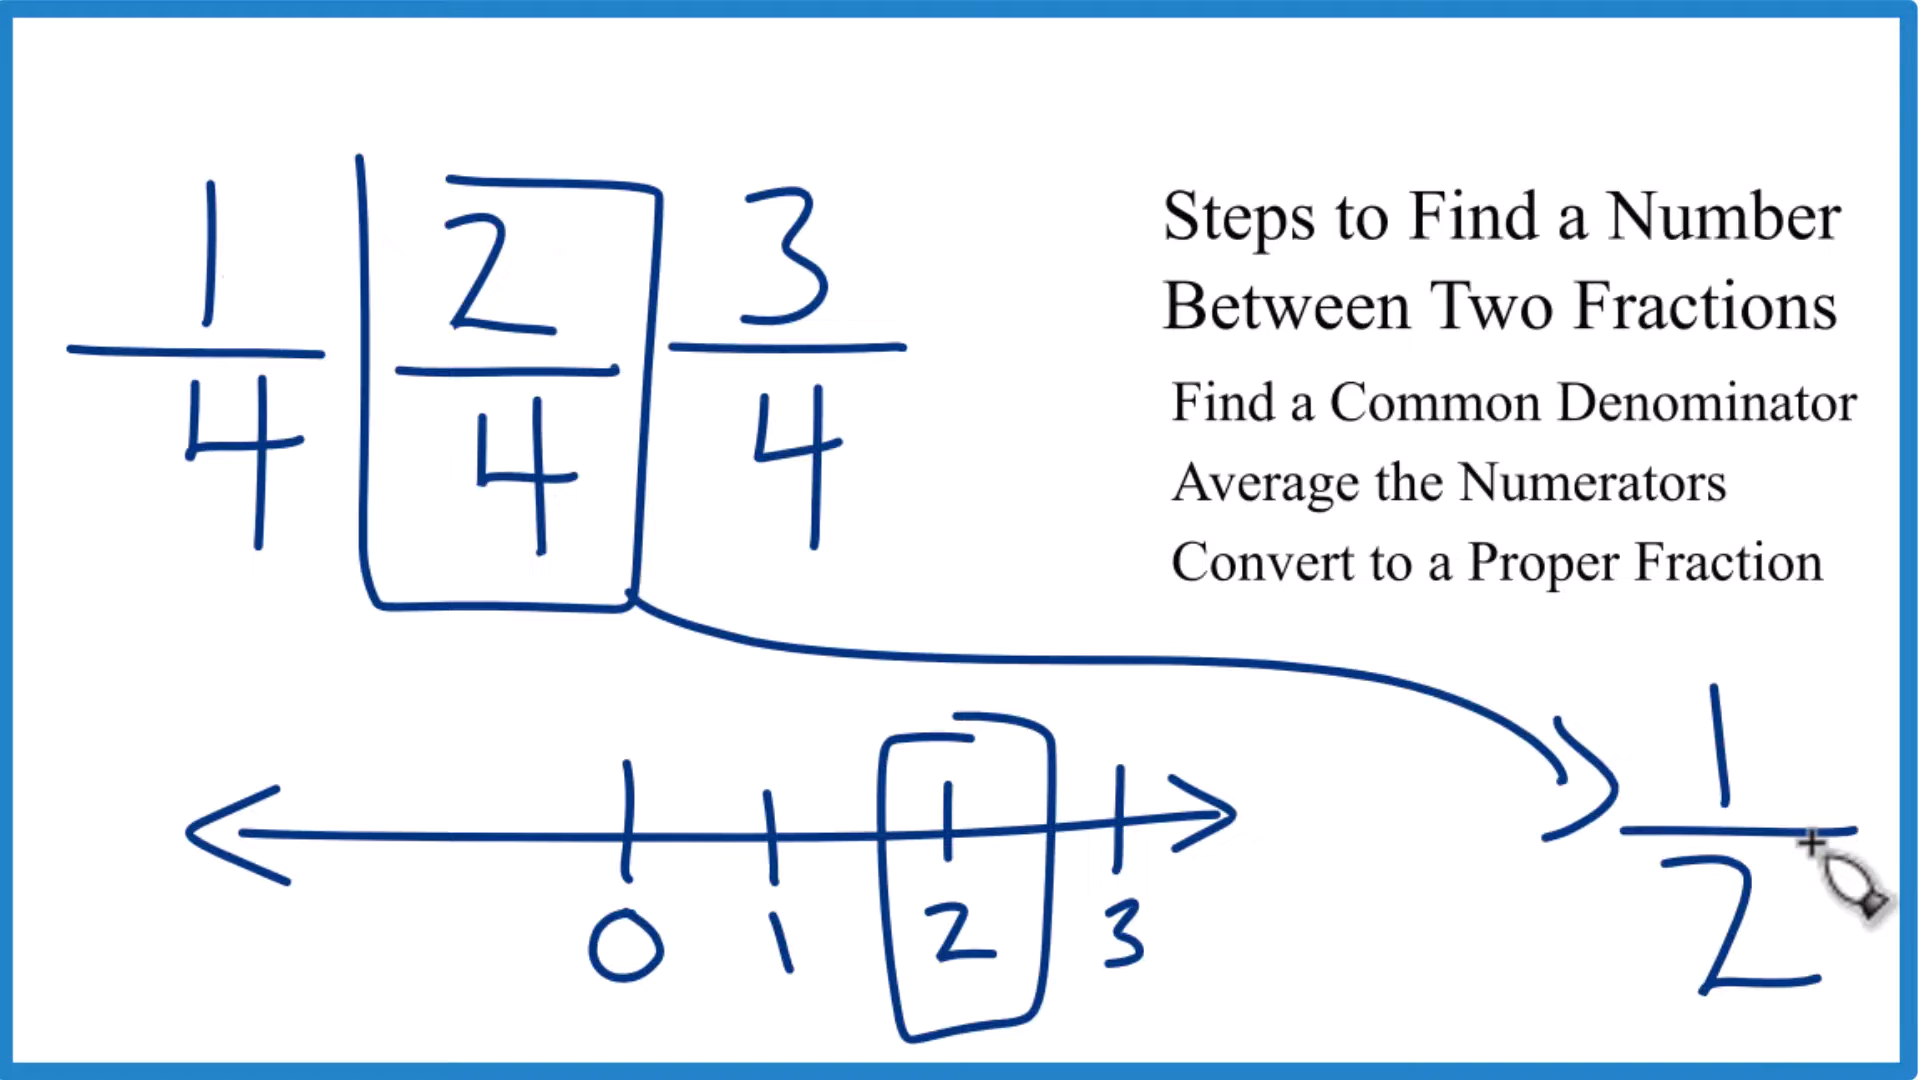 1/4 2/4 3/4
Steps to Find a Number
Between Two Fractions
Find a Common Denominator
Average the Numerators
Convert to a Proper Fraction
0 1 2 3
1/2